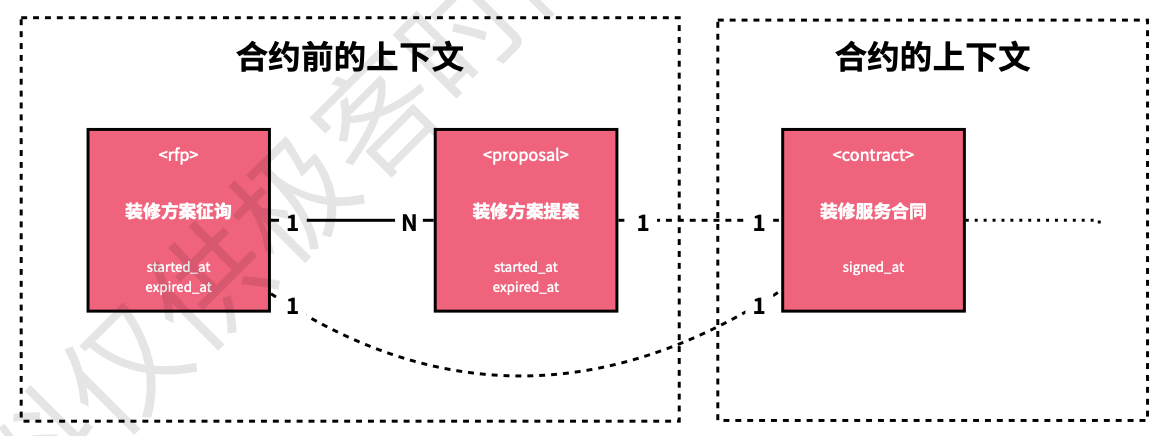 合约前的上下文
合约的上下文
<rfp>
装修方案征询
started_at
expired_at
1
N
1
<proposal>
装修方案提案
started_at
expired_at
1
1
1
<contract>
装修服务合同
signed_at
料仅供极客时